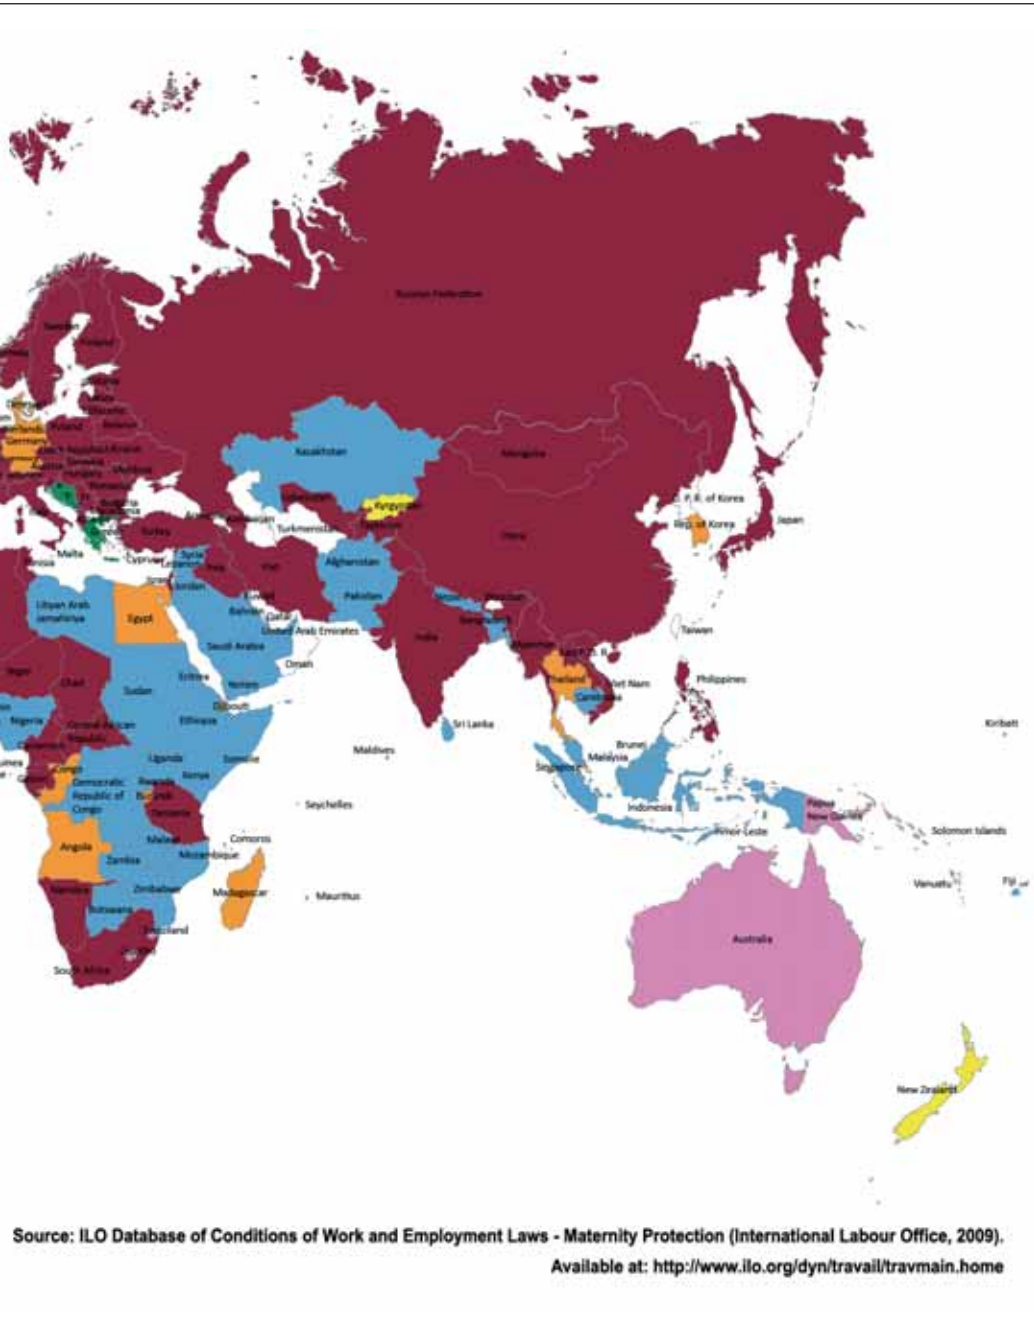 Russian Federation
Sweden
Finland
Poland
Germany
Kazakhstan
Mongolia
Kyrgyzstan
D. P. R. of Korea
Rep. of Korea
Japan
Turkmenistan
China
Turkey
Malta
Cyprus
Syria
Lebanon
Iraq
Iran
Afghanistan
Jordan
Pakistan
Nepal
Kuwait
Libyan Arab
Jamahiriya
Egypt
Bahrain
Qatar
United Arab Emirates
Bangladesh
India
Taiwan
Saudi Arabia
Myanmar
Oman
Niger
Chad
Sudan
Eritrea
Yemen
Thailand
Viet Nam
Philippines
Cambodia
Djibouti
Nigeria
Ethiopia
Sri Lanka
Kiribati
Central African
Republic
Cameroon
Maldives
Brunei
Malaysia
Uganda
Somalia
Kenya
Singapore
Congo
Democratic
Republic of
Congo
Rwanda
Burundi
Seychelles
Indonesia
Papua
New Guinea
Tanzania
Timor-Leste
Solomon Islands
Comoros
Angola
Malawi
Mozambique
Zambia
Zimbabwe
Madagascar
Mauritius
Vanuatu
Fiji
Namibia
Botswana
Swaziland
Australia
South Africa
New Zealand
Source: ILO Database of Conditions of Work and Employment Laws - Maternity Protection (International Labour Office, 2009).
Available at: http://www.ilo.org/dyn/travail/travmain.home